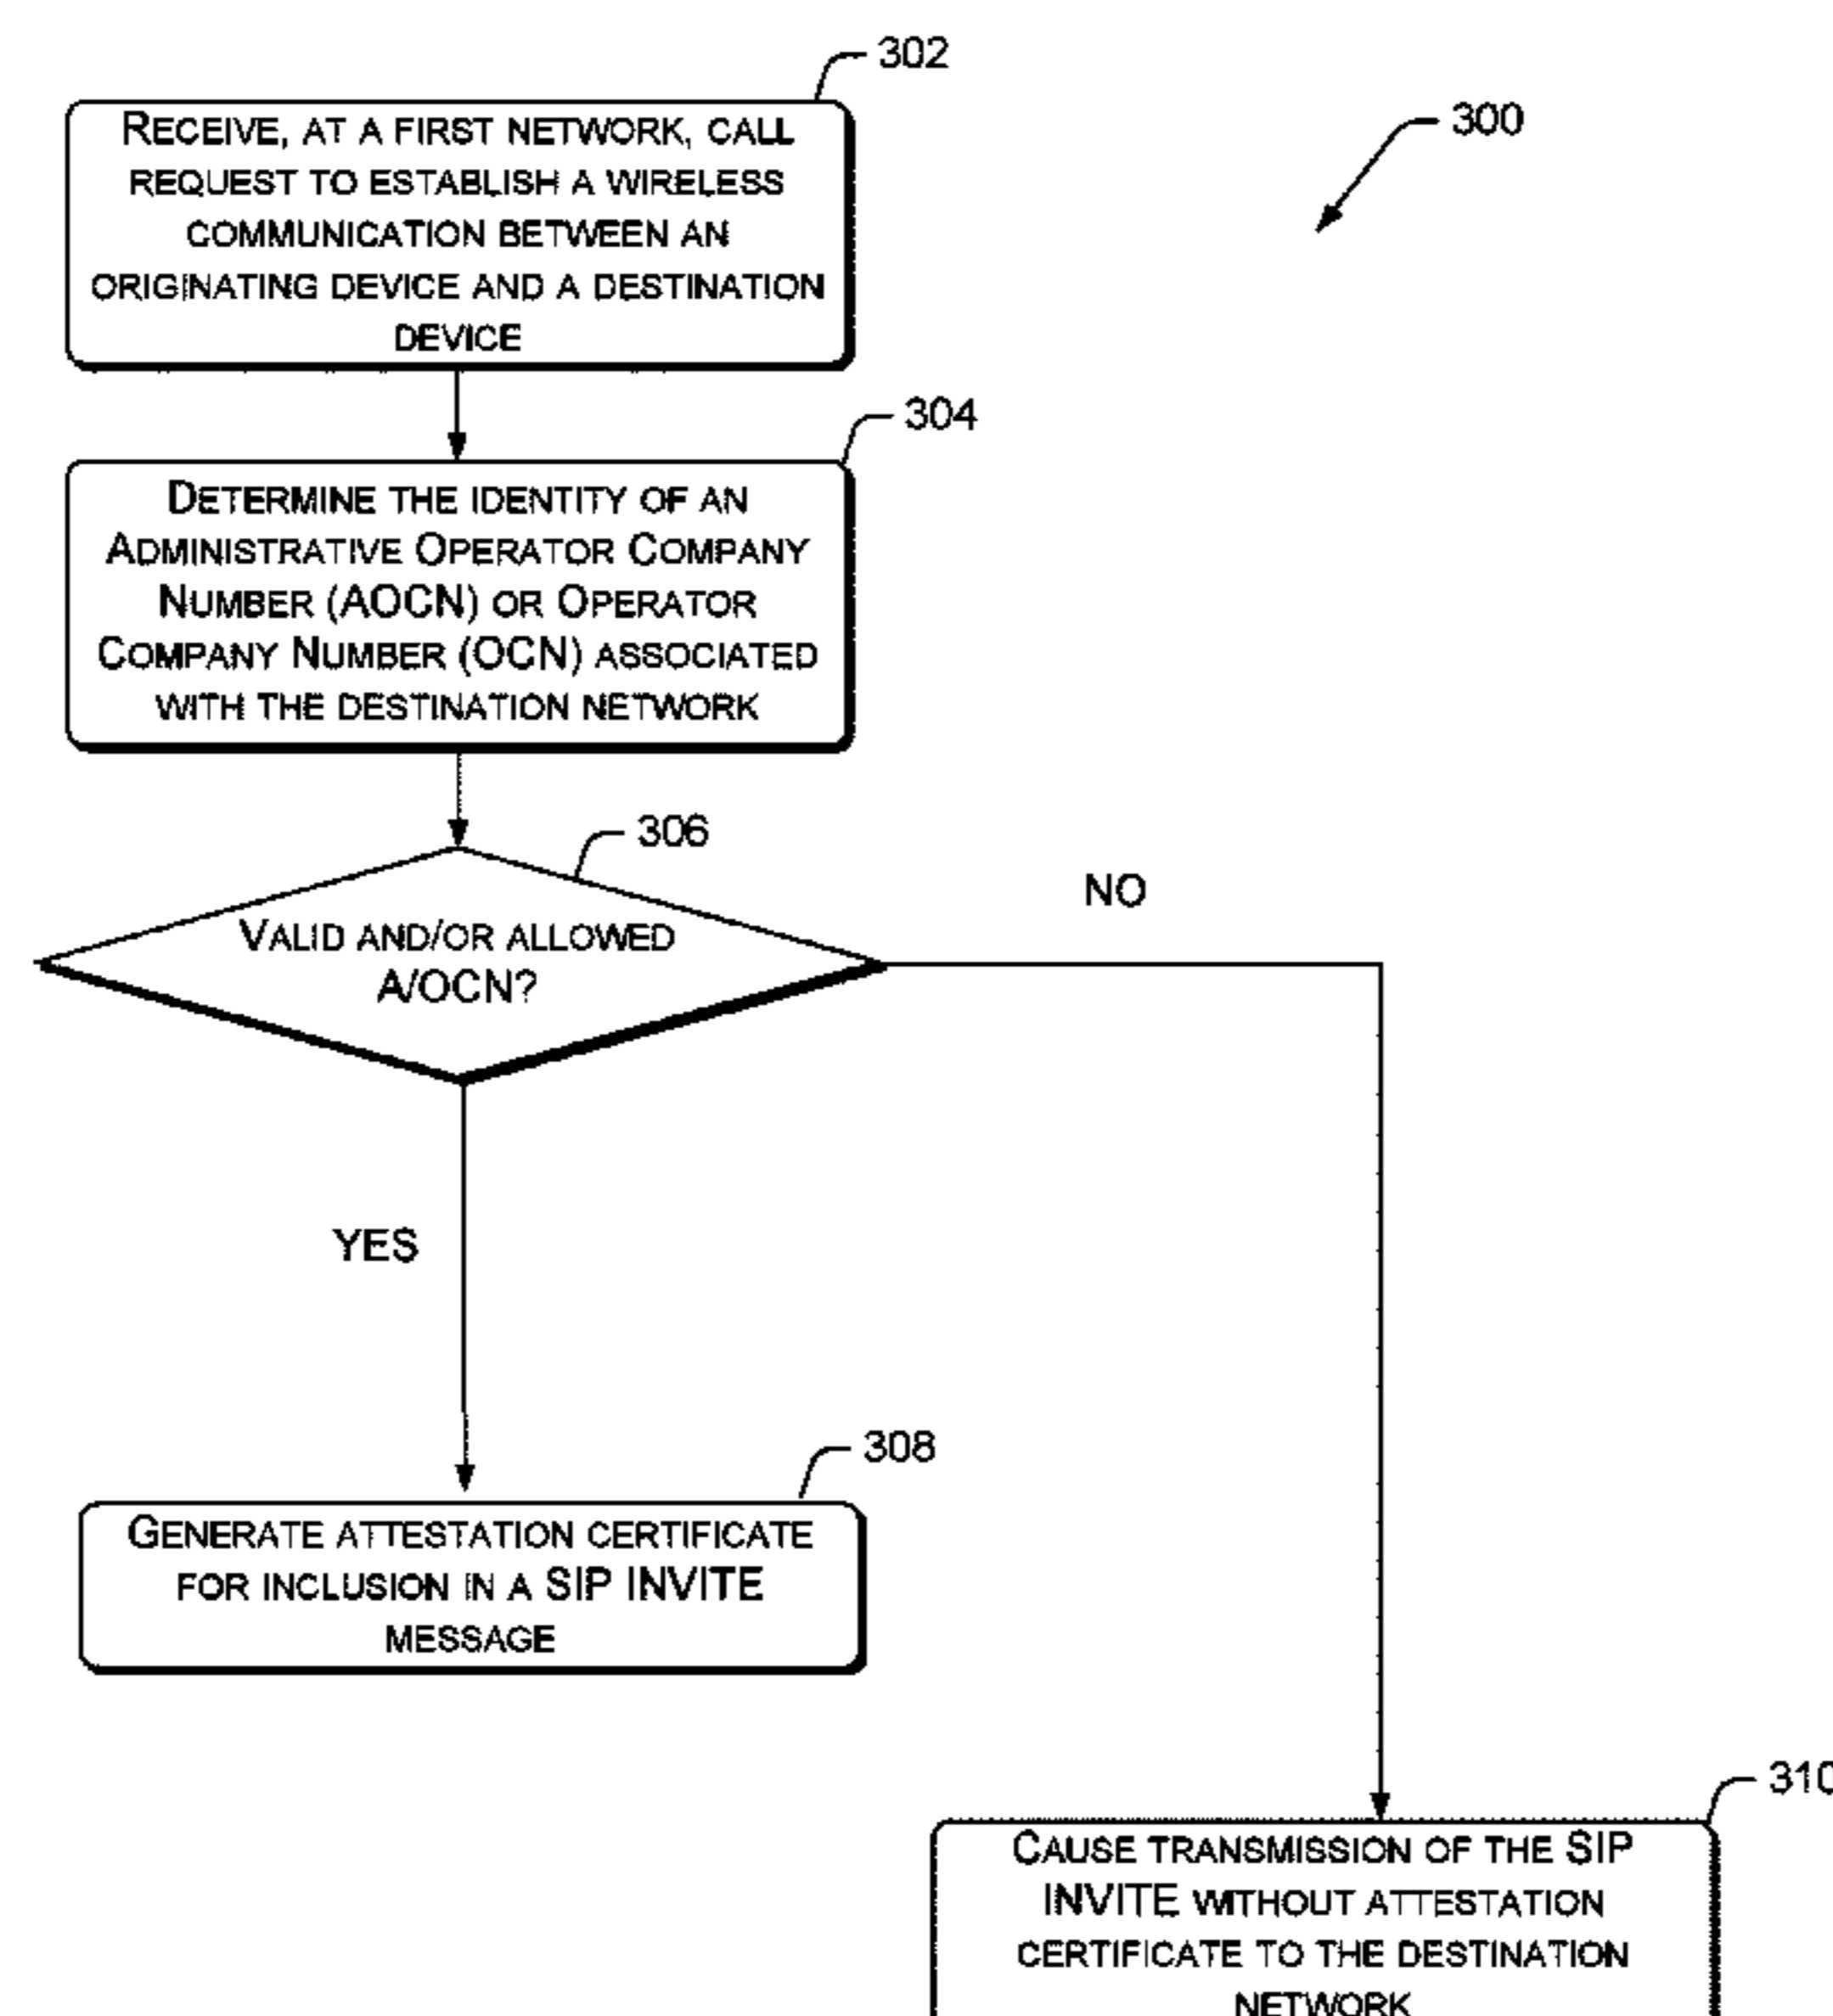 302
300
RECEIVE, AT A FIRST NETWORK, CALL
REQUEST TO ESTABLISH A WIRELESS
COMMUNICATION BETWEEN AN
ORIGINATING DEVICE AND A DESTINATION
DEVICE
304
DETERMINE THE IDENTITY OF AN
ADMINISTRATIVE OPERATOR COMPANY
NUMBER (AOCN) OR OPERATOR
COMPANY NUMBER (OCN) ASSOCIATED
WITH THE DESTINATION NETWORK
306
NO
VALID AND/OR ALLOWED
A/OCN?
YES
308
GENERATE ATTESTATION CERTIFICATE
FOR INCLUSION IN A SIP INVITE
MESSAGE
310
CAUSE TRANSMISSION OF THE SIP
INVITE WITHOUT ATTESTATION
CERTIFICATE TO THE DESTINATION
NETWORK